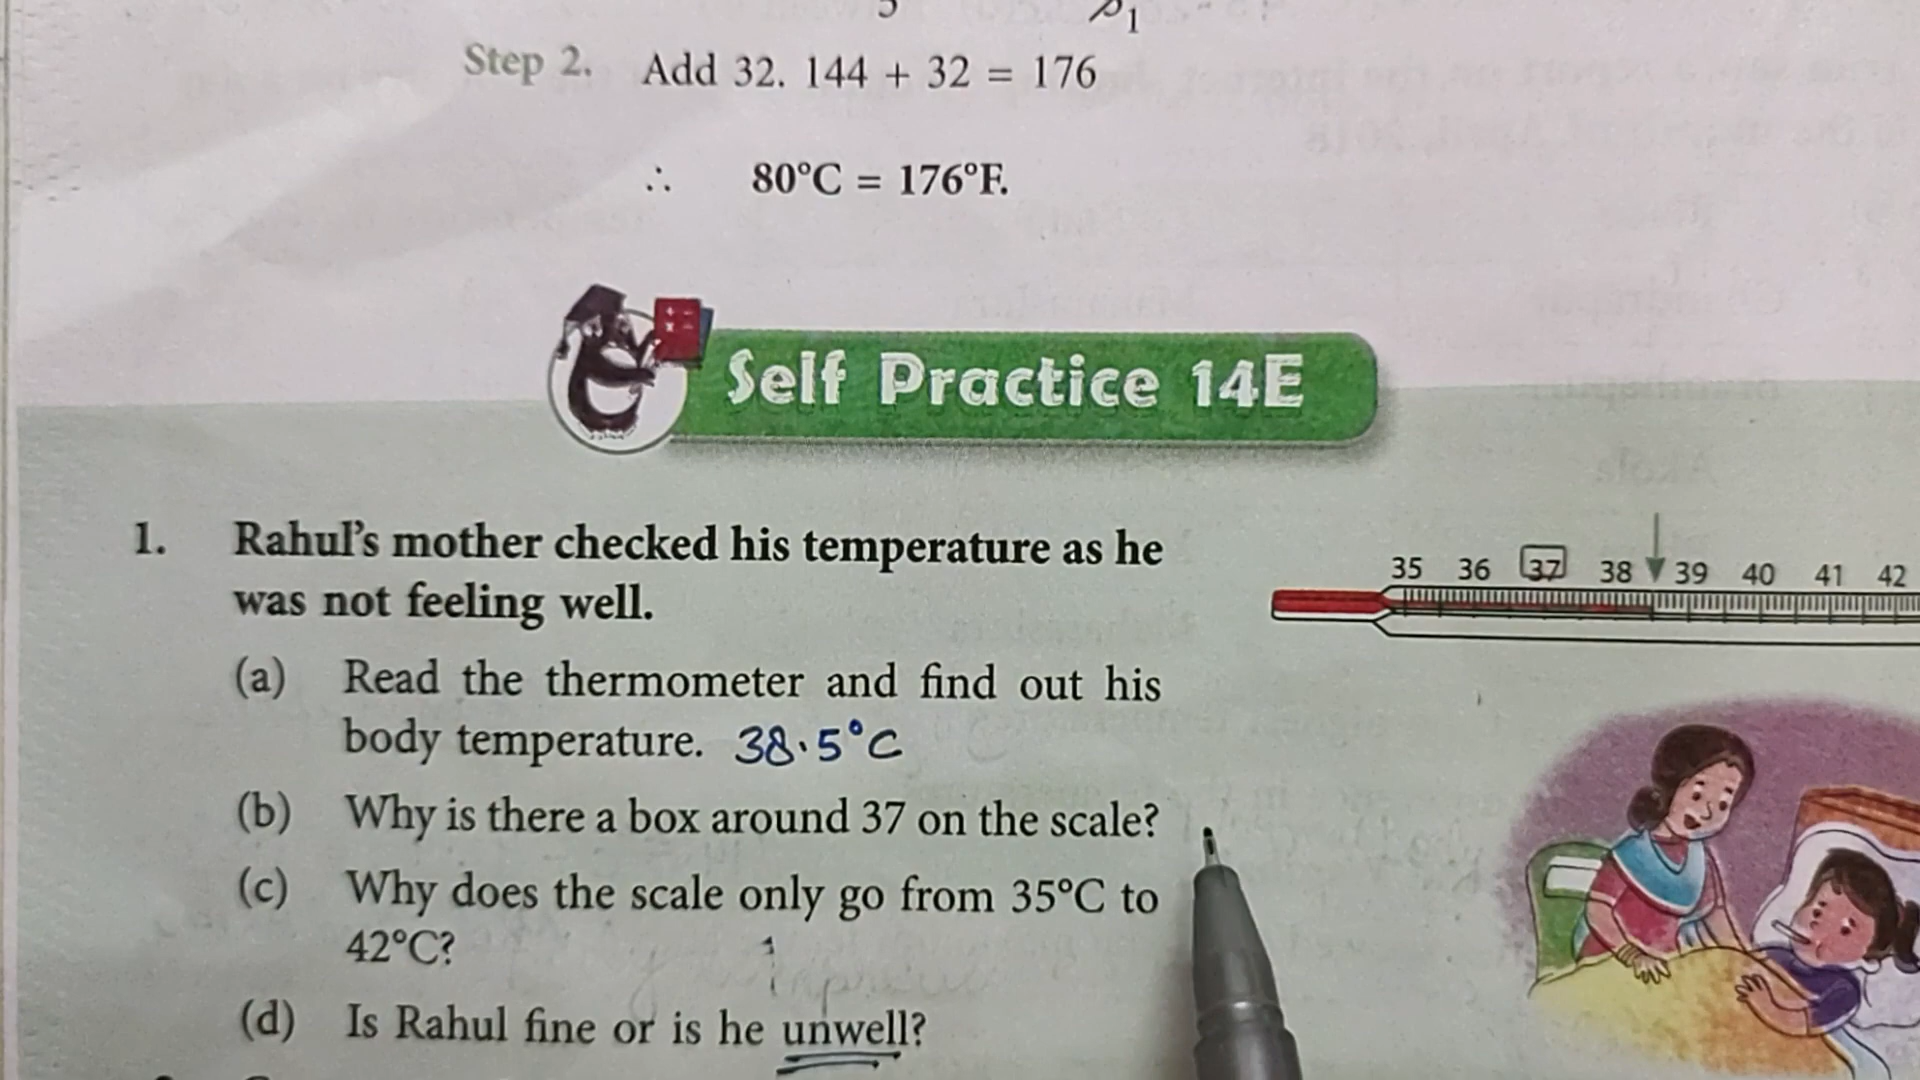 Step 2. Add 32. 144 + 32 = 176
∴ 80°C = 176°F.
Self Practice 14E
1. Rahul's mother checked his temperature as he
was not feeling well.
35 36 37 38 39 40 41 42
(a) Read the thermometer and find out his
body temperature. 38.5°C
(b) Why is there a box around 37 on the scale?
(c) Why does the scale only go from 35°C to
42°C?
(d) Is Rahul fine or is he unwell?